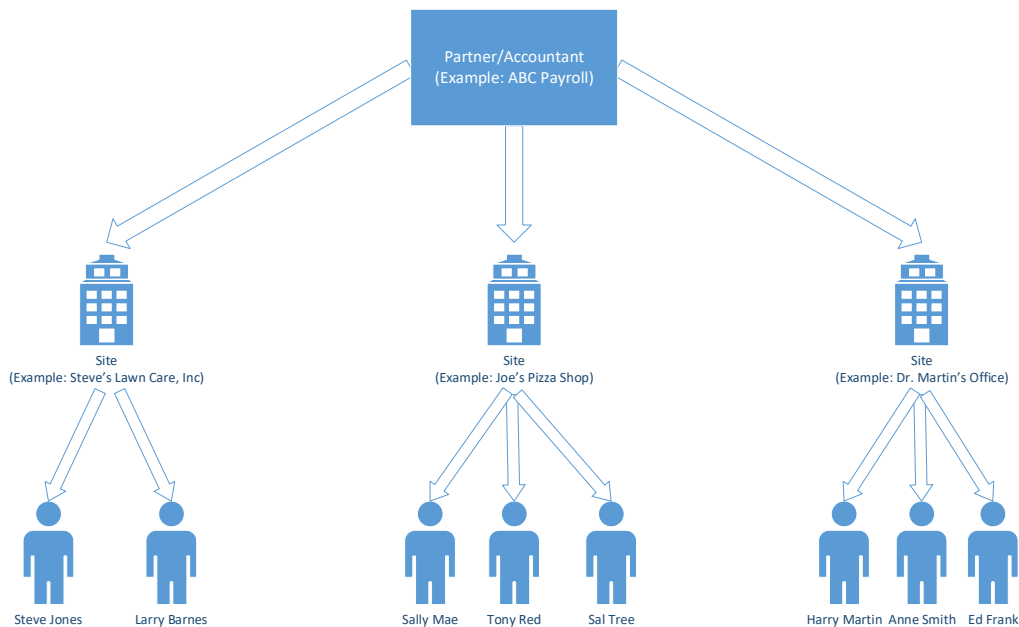 Partner/Accountant
(Example: ABC Payroll)
Site
(Example: Steve’s Lawn Care, Inc)
Site
(Example: Joe’s Pizza Shop)
Site
(Example: Dr. Martin’s Office)
Steve Jones
Larry Barnes
Sally Mae
Tony Red
Sal Tree
Harry Martin
Anne Smith
Ed Frank